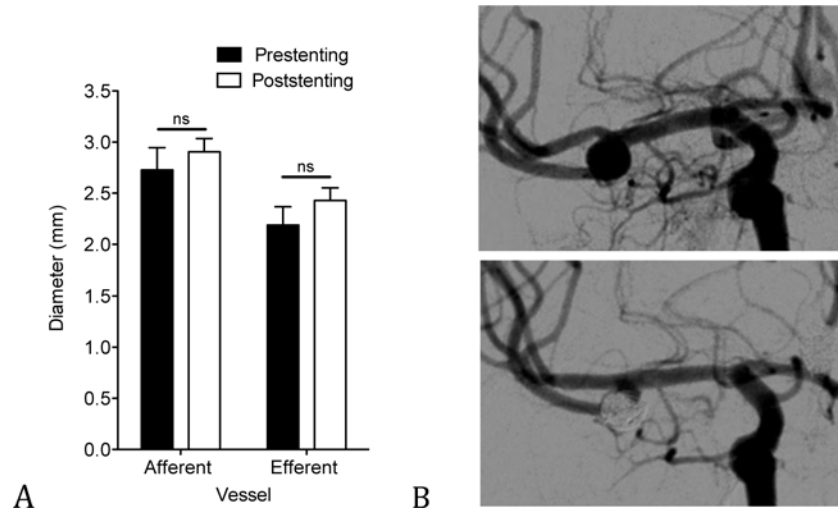 Prestenting
Poststenting
3.5
3.0
2.5
2.0
1.5
1.0
0.5
0.0
Diameter (mm)
ns
ns
Afferent Efferent
Vessel
A
B